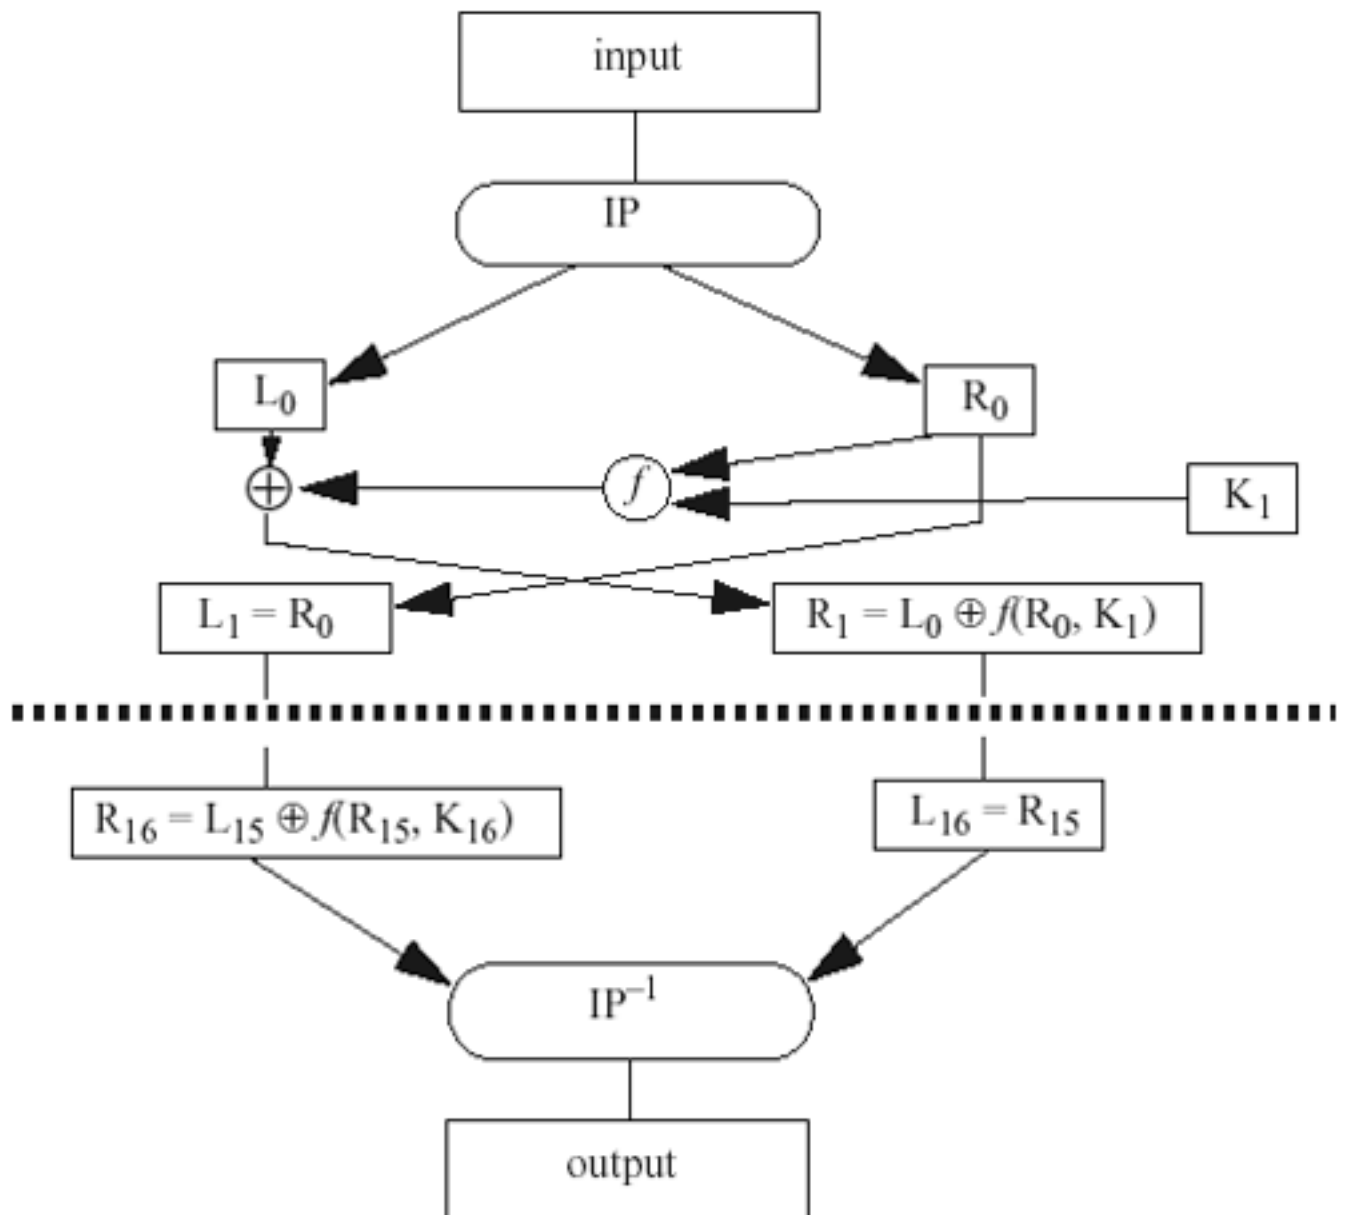 input
IP
L₀
R₀
⊕
f
K₁
L₁ = R₀
R₁ = L₀ ⊕ f(R₀, K₁)
R₁₆ = L₁₅ ⊕ f(R₁₅, K₁₆)
L₁₆ = R₁₅
IP⁻¹
output